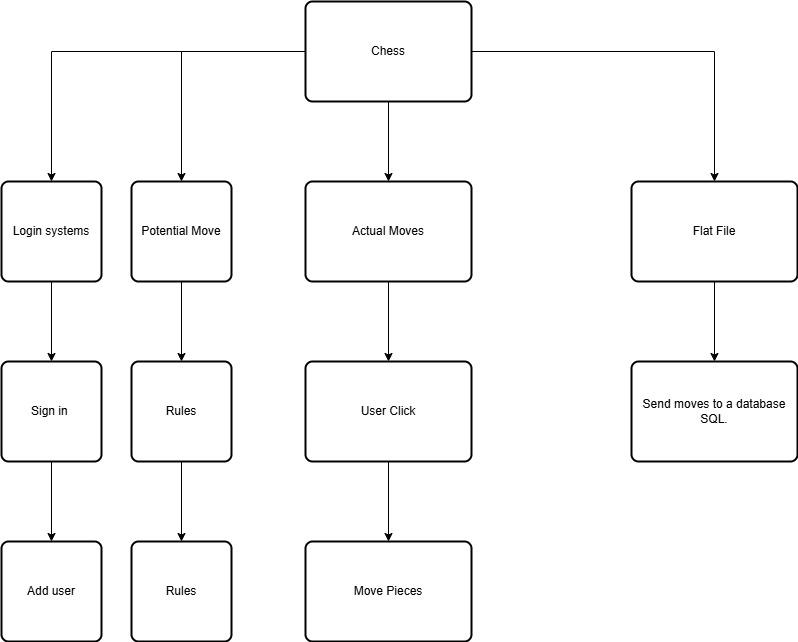 Chess
Login systems
Potential Move
Actual Moves
Flat File
Sign in
Rules
User Click
Send moves to a database
SQL.
Add user
Rules
Move Pieces